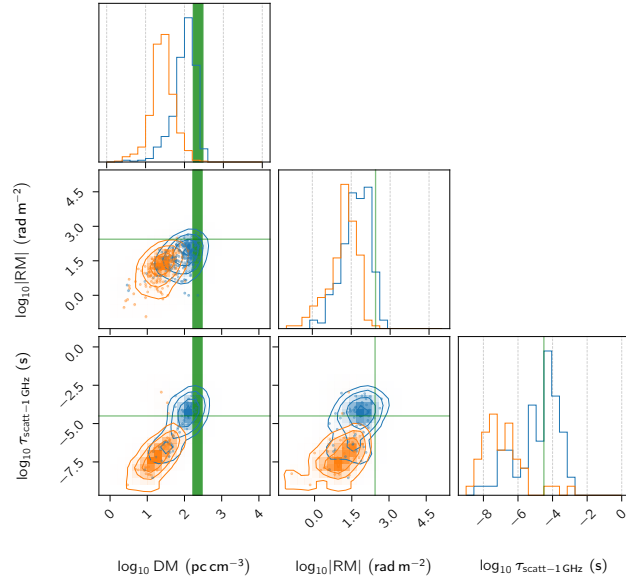 log₁₀|RM| (rad m⁻²)
4.5
3.0
1.5
0.0
log₁₀ τscatt−1 GHz (s)
0.0
−2.5
−5.0
−7.5
0 1 2 3 4
0.0 1.5 3.0 4.5
−8 −6 −4 −2 0
log₁₀ DM (pc cm⁻³) log₁₀|RM| (rad m⁻²) log₁₀ τscatt−1 GHz (s)